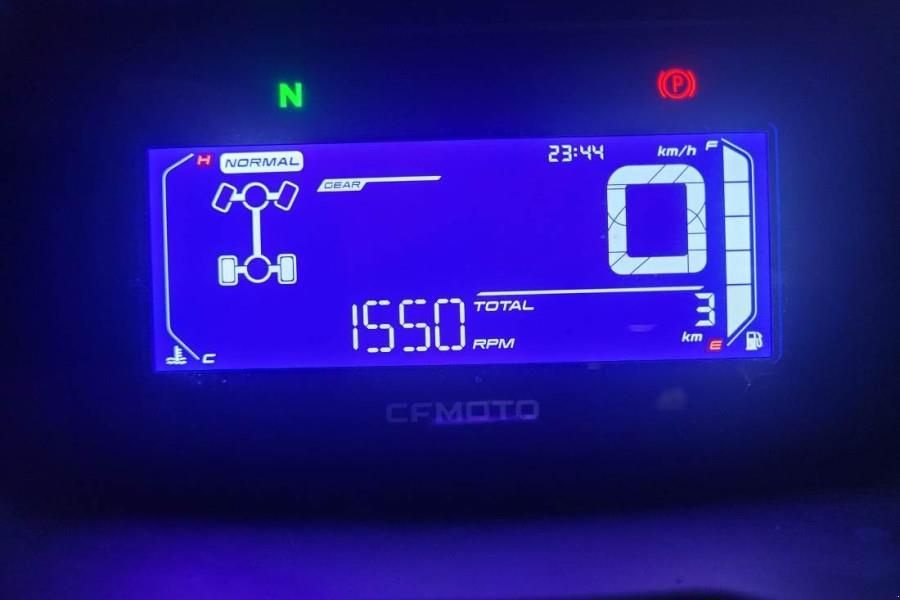 N
P
H NORMAL
23:44 km/h F
GEAR
0
TOTAL 3
1550 RPM
km E
C
CFMOTO